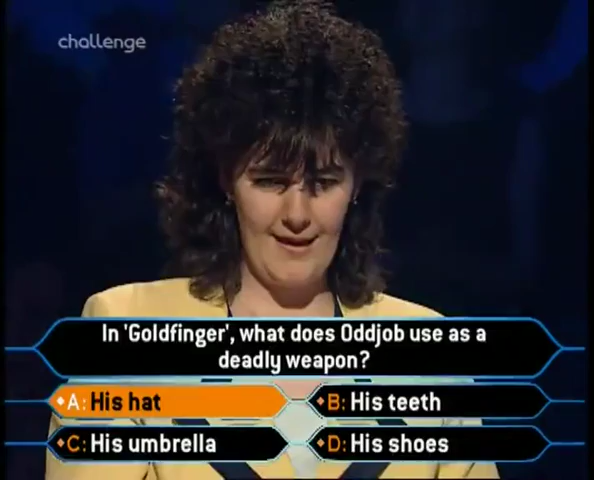 challenge
In 'Goldfinger', what does Oddjob use as a
deadly weapon?
A: His hat
B: His teeth
C: His umbrella
D: His shoes